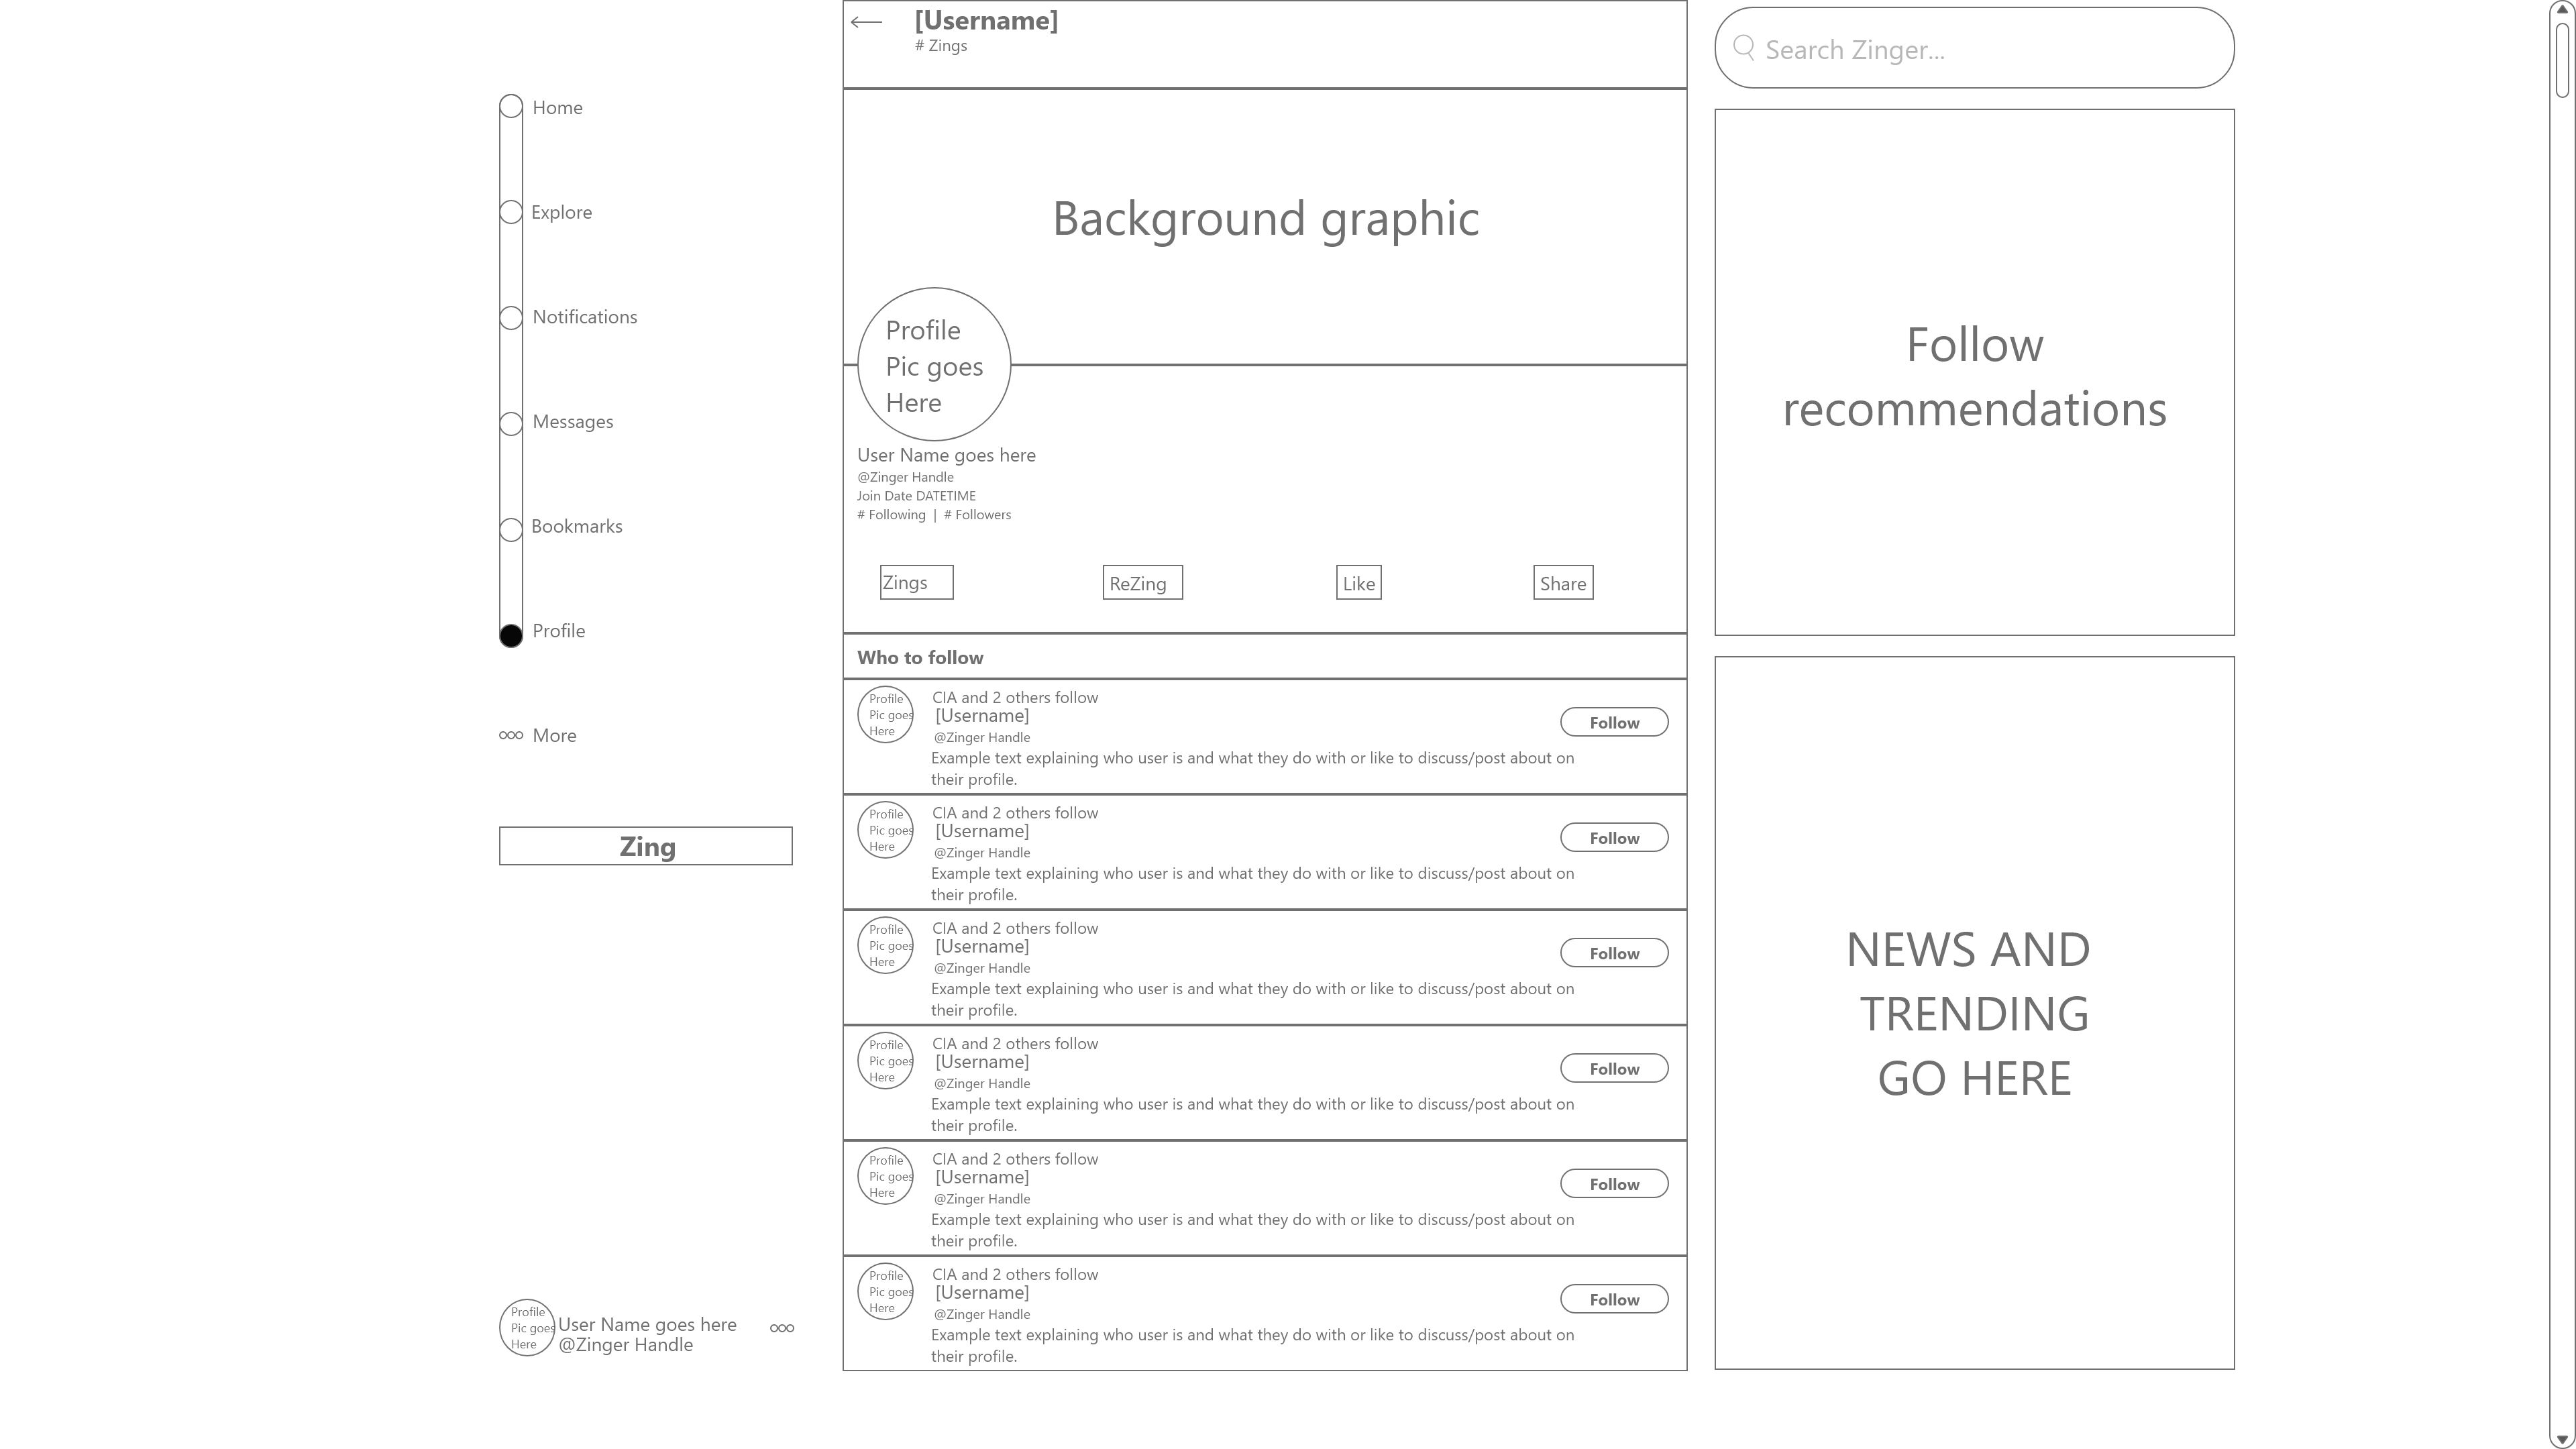 Home
Explore
Notifications
Messages
Bookmarks
Profile
More
Zing
Profile
Pic goes
Here
User Name goes here
@Zinger Handle
[Username]
# Zings
Background graphic
Profile
Pic goes
Here
User Name goes here
@Zinger Handle
Join Date DATETIME
# Following | # Followers
Zings
ReZing
Like
Share
Who to follow
Profile
Pic goes
Here
CIA and 2 others follow
[Username]
@Zinger Handle
Example text explaining who user is and what they do with or like to discuss/post about on
their profile.
Follow
Profile
Pic goes
Here
CIA and 2 others follow
[Username]
@Zinger Handle
Example text explaining who user is and what they do with or like to discuss/post about on
their profile.
Follow
Profile
Pic goes
Here
CIA and 2 others follow
[Username]
@Zinger Handle
Example text explaining who user is and what they do with or like to discuss/post about on
their profile.
Follow
Profile
Pic goes
Here
CIA and 2 others follow
[Username]
@Zinger Handle
Example text explaining who user is and what they do with or like to discuss/post about on
their profile.
Follow
Profile
Pic goes
Here
CIA and 2 others follow
[Username]
@Zinger Handle
Example text explaining who user is and what they do with or like to discuss/post about on
their profile.
Follow
Profile
Pic goes
Here
CIA and 2 others follow
[Username]
@Zinger Handle
Example text explaining who user is and what they do with or like to discuss/post about on
their profile.
Follow
Search Zinger...
Follow
recommendations
NEWS AND
TRENDING
GO HERE